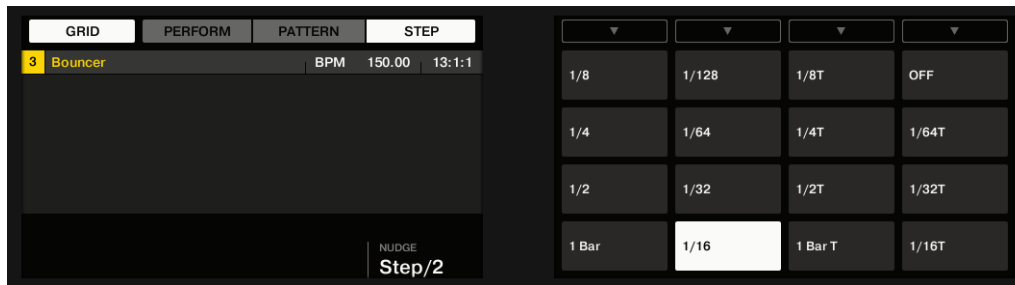 GRID PERFORM PATTERN STEP
3 Bouncer BPM 150.00 13:1:1
NUDGE
Step/2
1/8 1/128 1/8T OFF
1/4 1/64 1/4T 1/64T
1/2 1/32 1/2T 1/32T
1 Bar 1/16 1 Bar T 1/16T